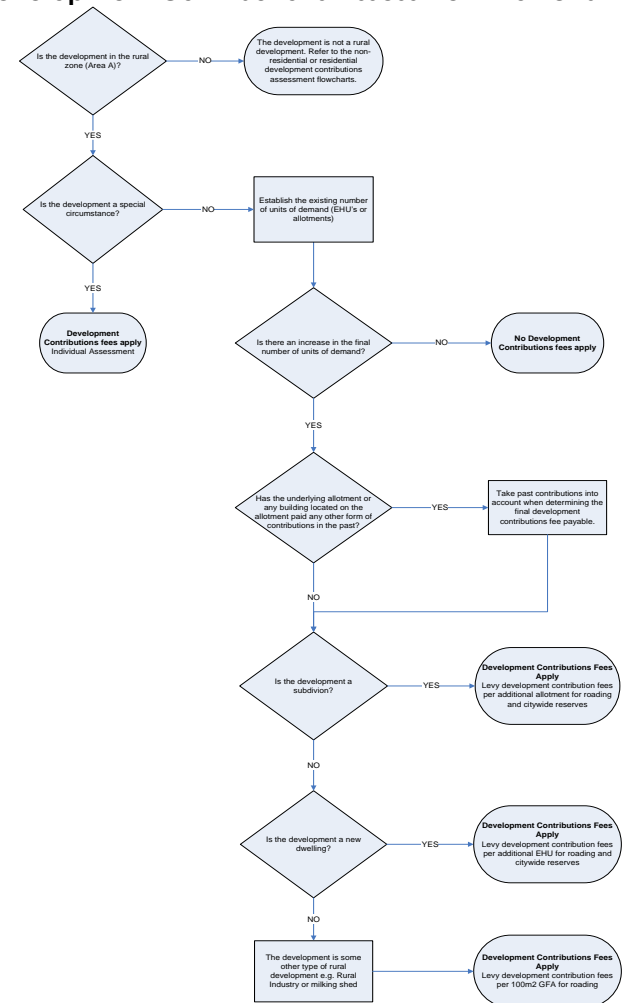 Is the development in the rural
zone (Area A)?
NO
The development is not a rural
development. Refer to the non-
residential or residential
development contributions
assessment flowcharts.
YES
Is the development a special
circumstance?
NO
Establish the existing number
of units of demand (EHU's or
allotments)
YES
Development
Contributions fees apply
Individual Assessment
Is there an increase in the final
number of units of demand?
NO
No Development
Contributions fees apply
YES
Has the underlying allotment or
any building located on the
allotment paid any other form of
contributions in the past?
YES
Take past contributions into
account when determining the
final development
contributions fee payable.
NO
Is the development a
subdivion?
YES
Development Contributions Fees
Apply
Levy development contribution fees
per additional allotment for roading
and citywide reserves
NO
Is the development a new
dwelling?
YES
Development Contributions Fees
Apply
Levy development contribution fees
per additional EHU for roading and
citywide reserves
NO
The development is some
other type of rural
development e.g. Rural
Industry or milking shed
Development Contributions Fees
Apply
Levy development contribution fees
per 100m2 GFA for roading